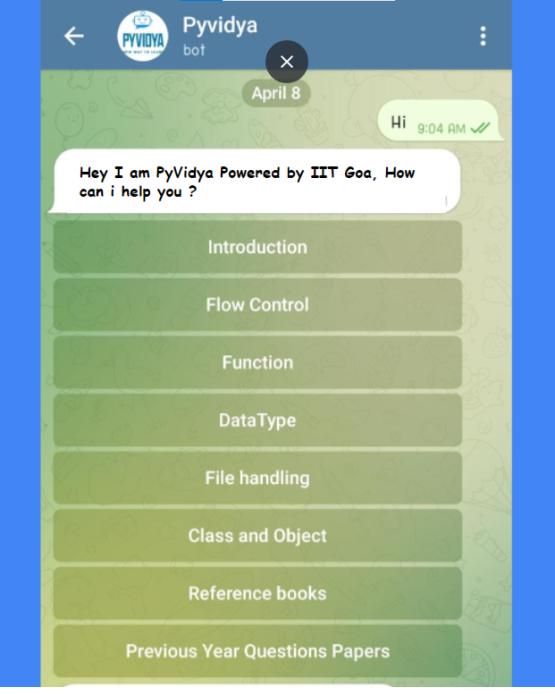 Pyvidya
bot
PYVIDYA
April 8
Hi 9:04 AM
Hey I am PyVidya Powered by IIT Goa, How
can i help you ?
Introduction
Flow Control
Function
DataType
File handling
Class and Object
Reference books
Previous Year Questions Papers